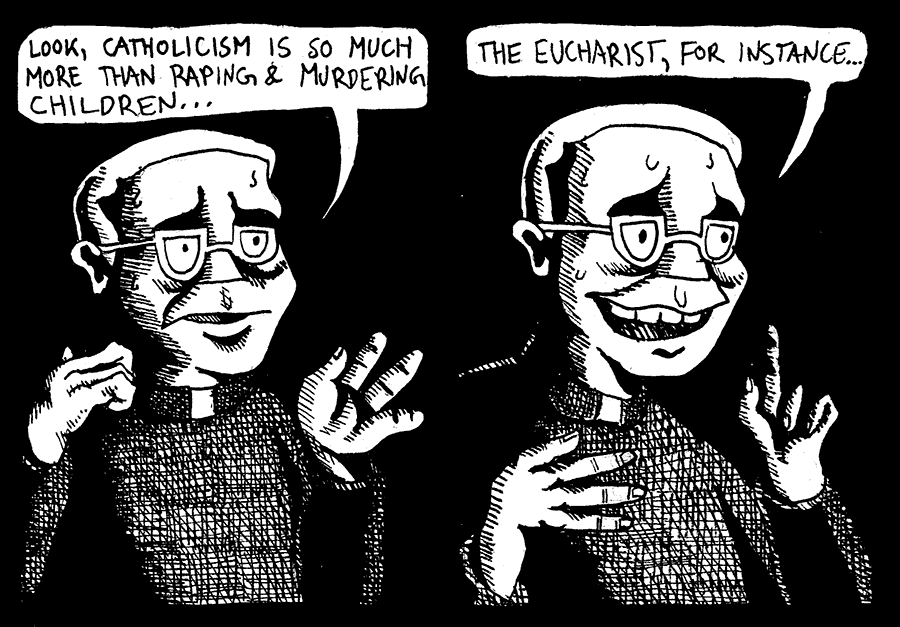 LOOK, CATHOLICISM IS SO MUCH
MORE THAN RAPING & MURDERING
CHILDREN...
THE EUCHARIST, FOR INSTANCE...